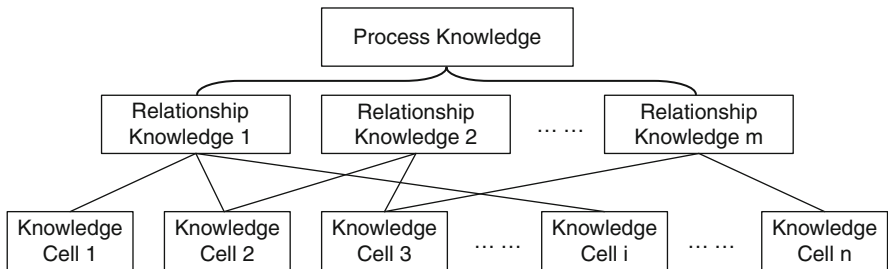 Process Knowledge
Relationship
Knowledge 1
Relationship
Knowledge 2
... ...
Relationship
Knowledge m
Knowledge
Cell 1
Knowledge
Cell 2
Knowledge
Cell 3
... ...
Knowledge
Cell i
... ...
Knowledge
Cell n